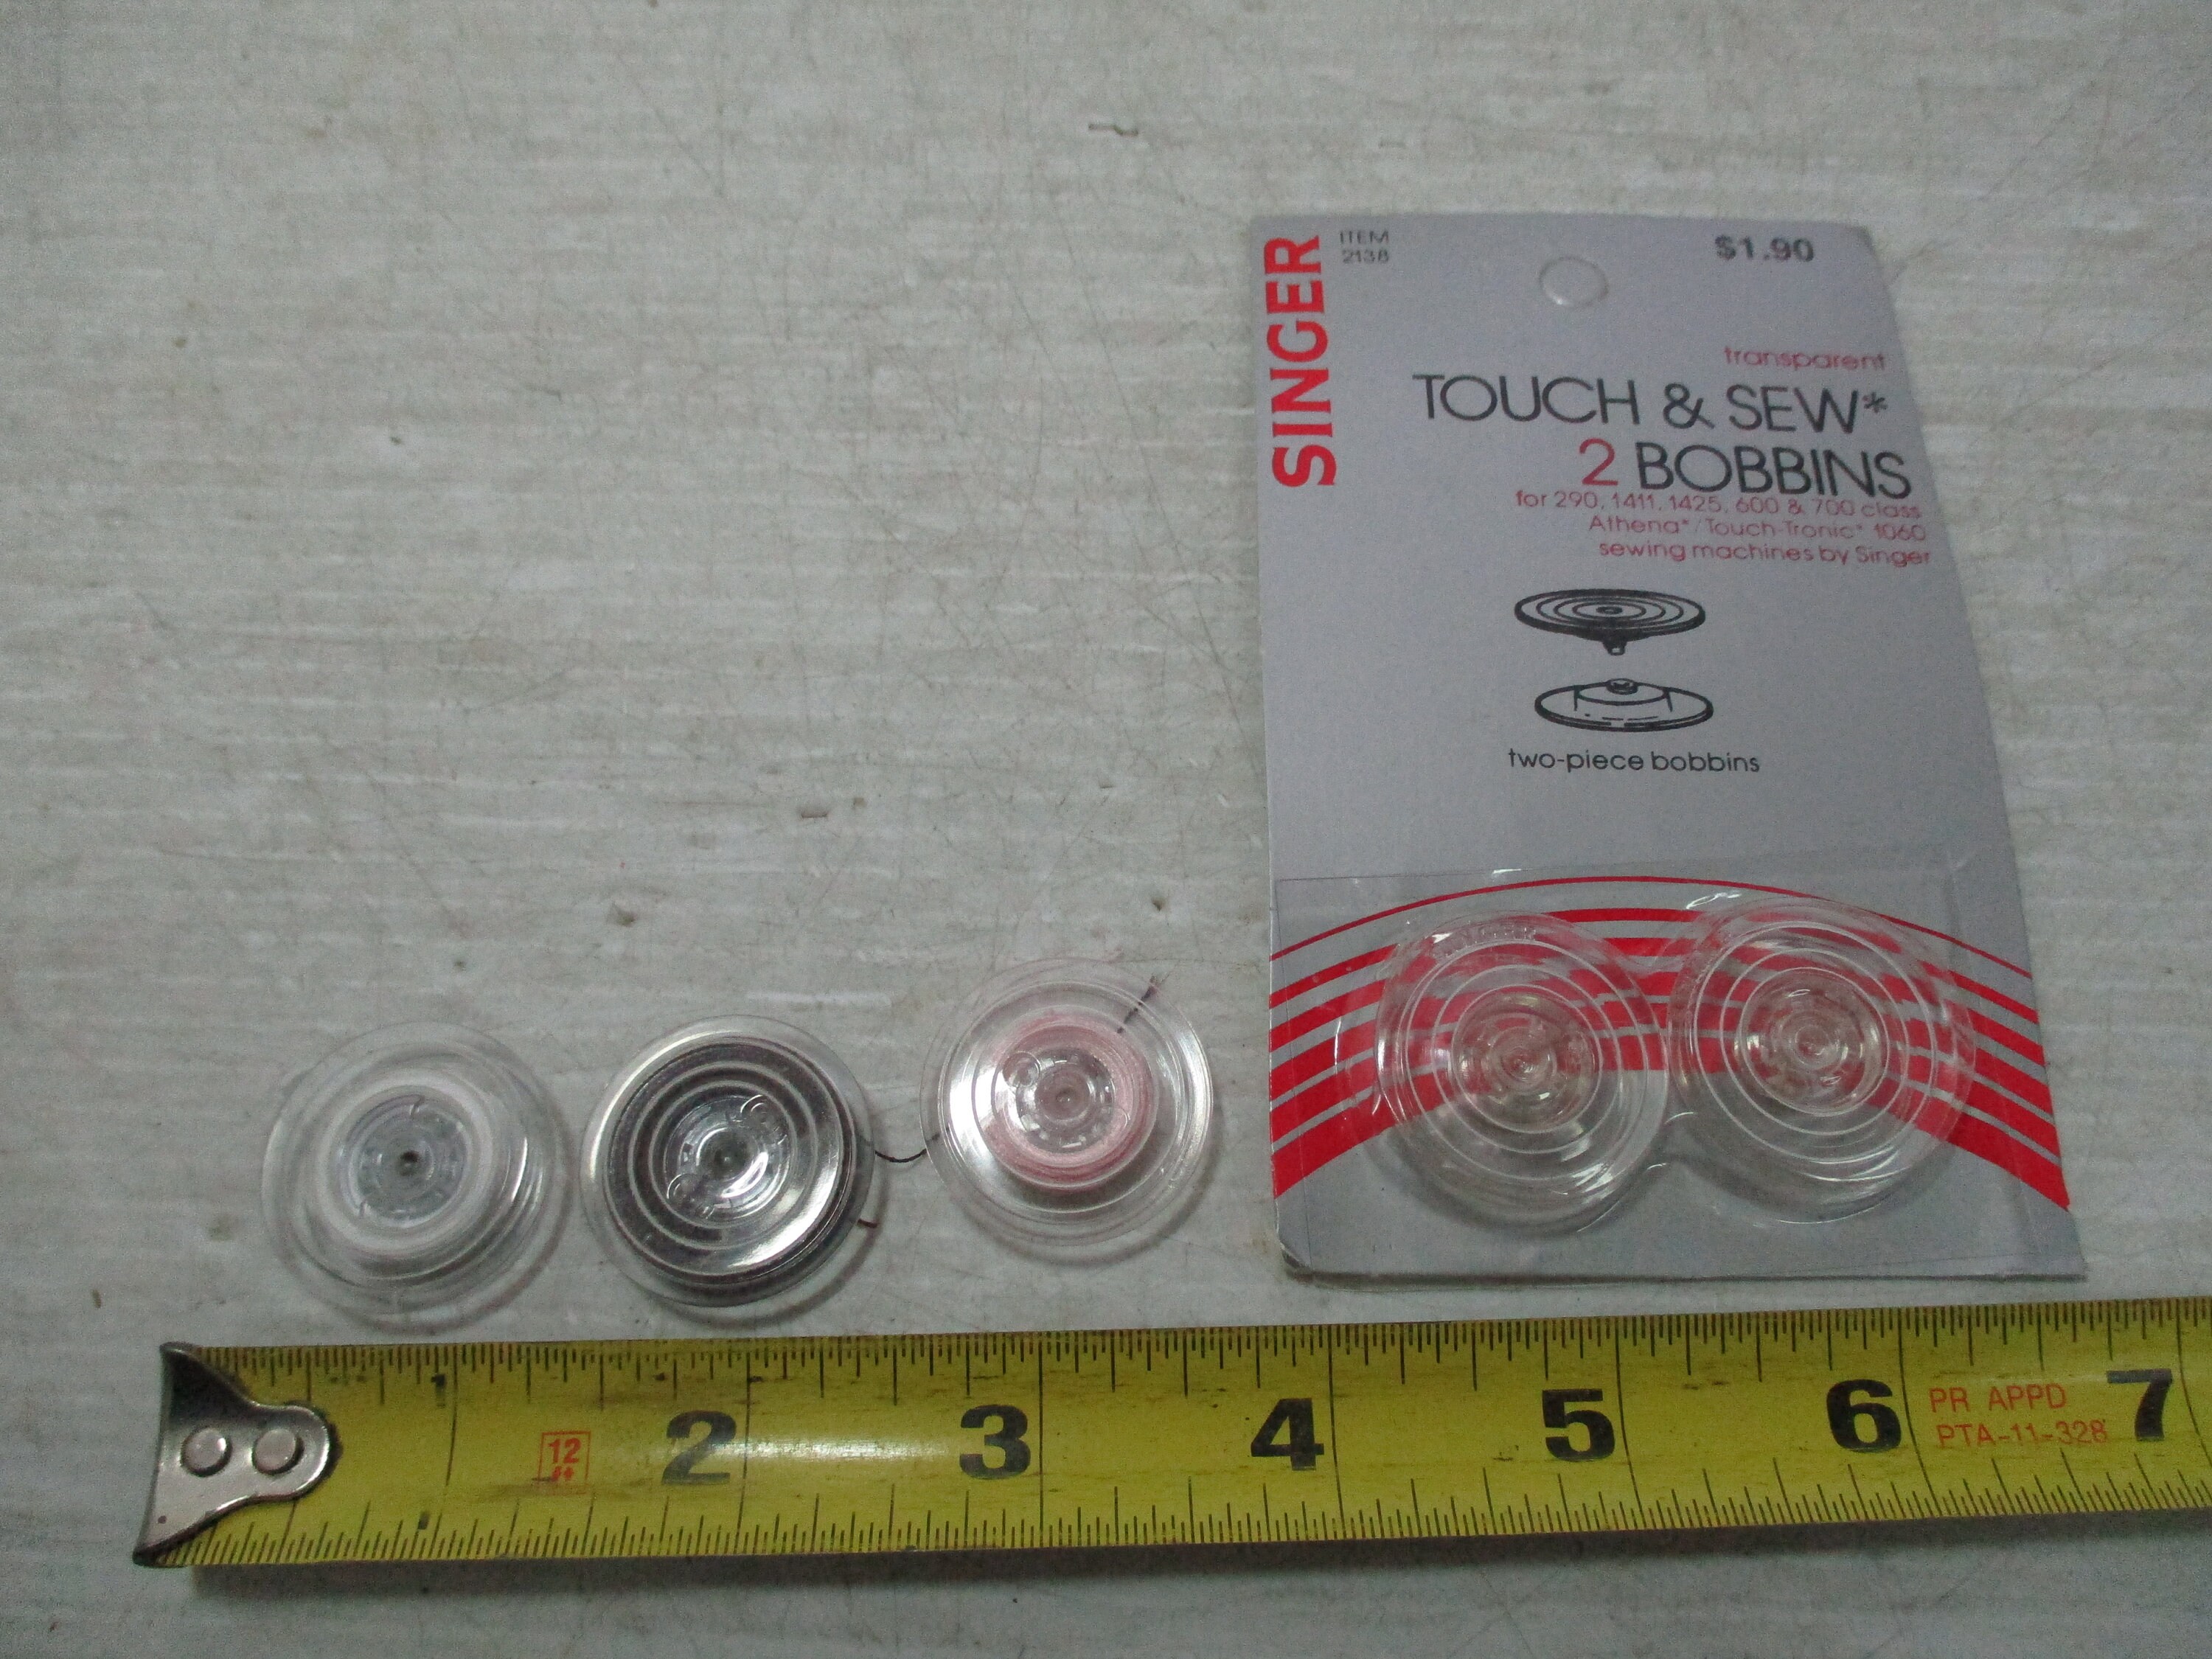 SINGER
ITEM
2138
$1.90
transparent
TOUCH & SEW*
2 BOBBINS
for 290, 1411, 1425, 600 & 700 class
Athena*/Touch-Tronic* 1060
sewing machines by Singer
two-piece bobbins
1 2 3 4 5 6 7
12
PR APPD
PTA-11-328